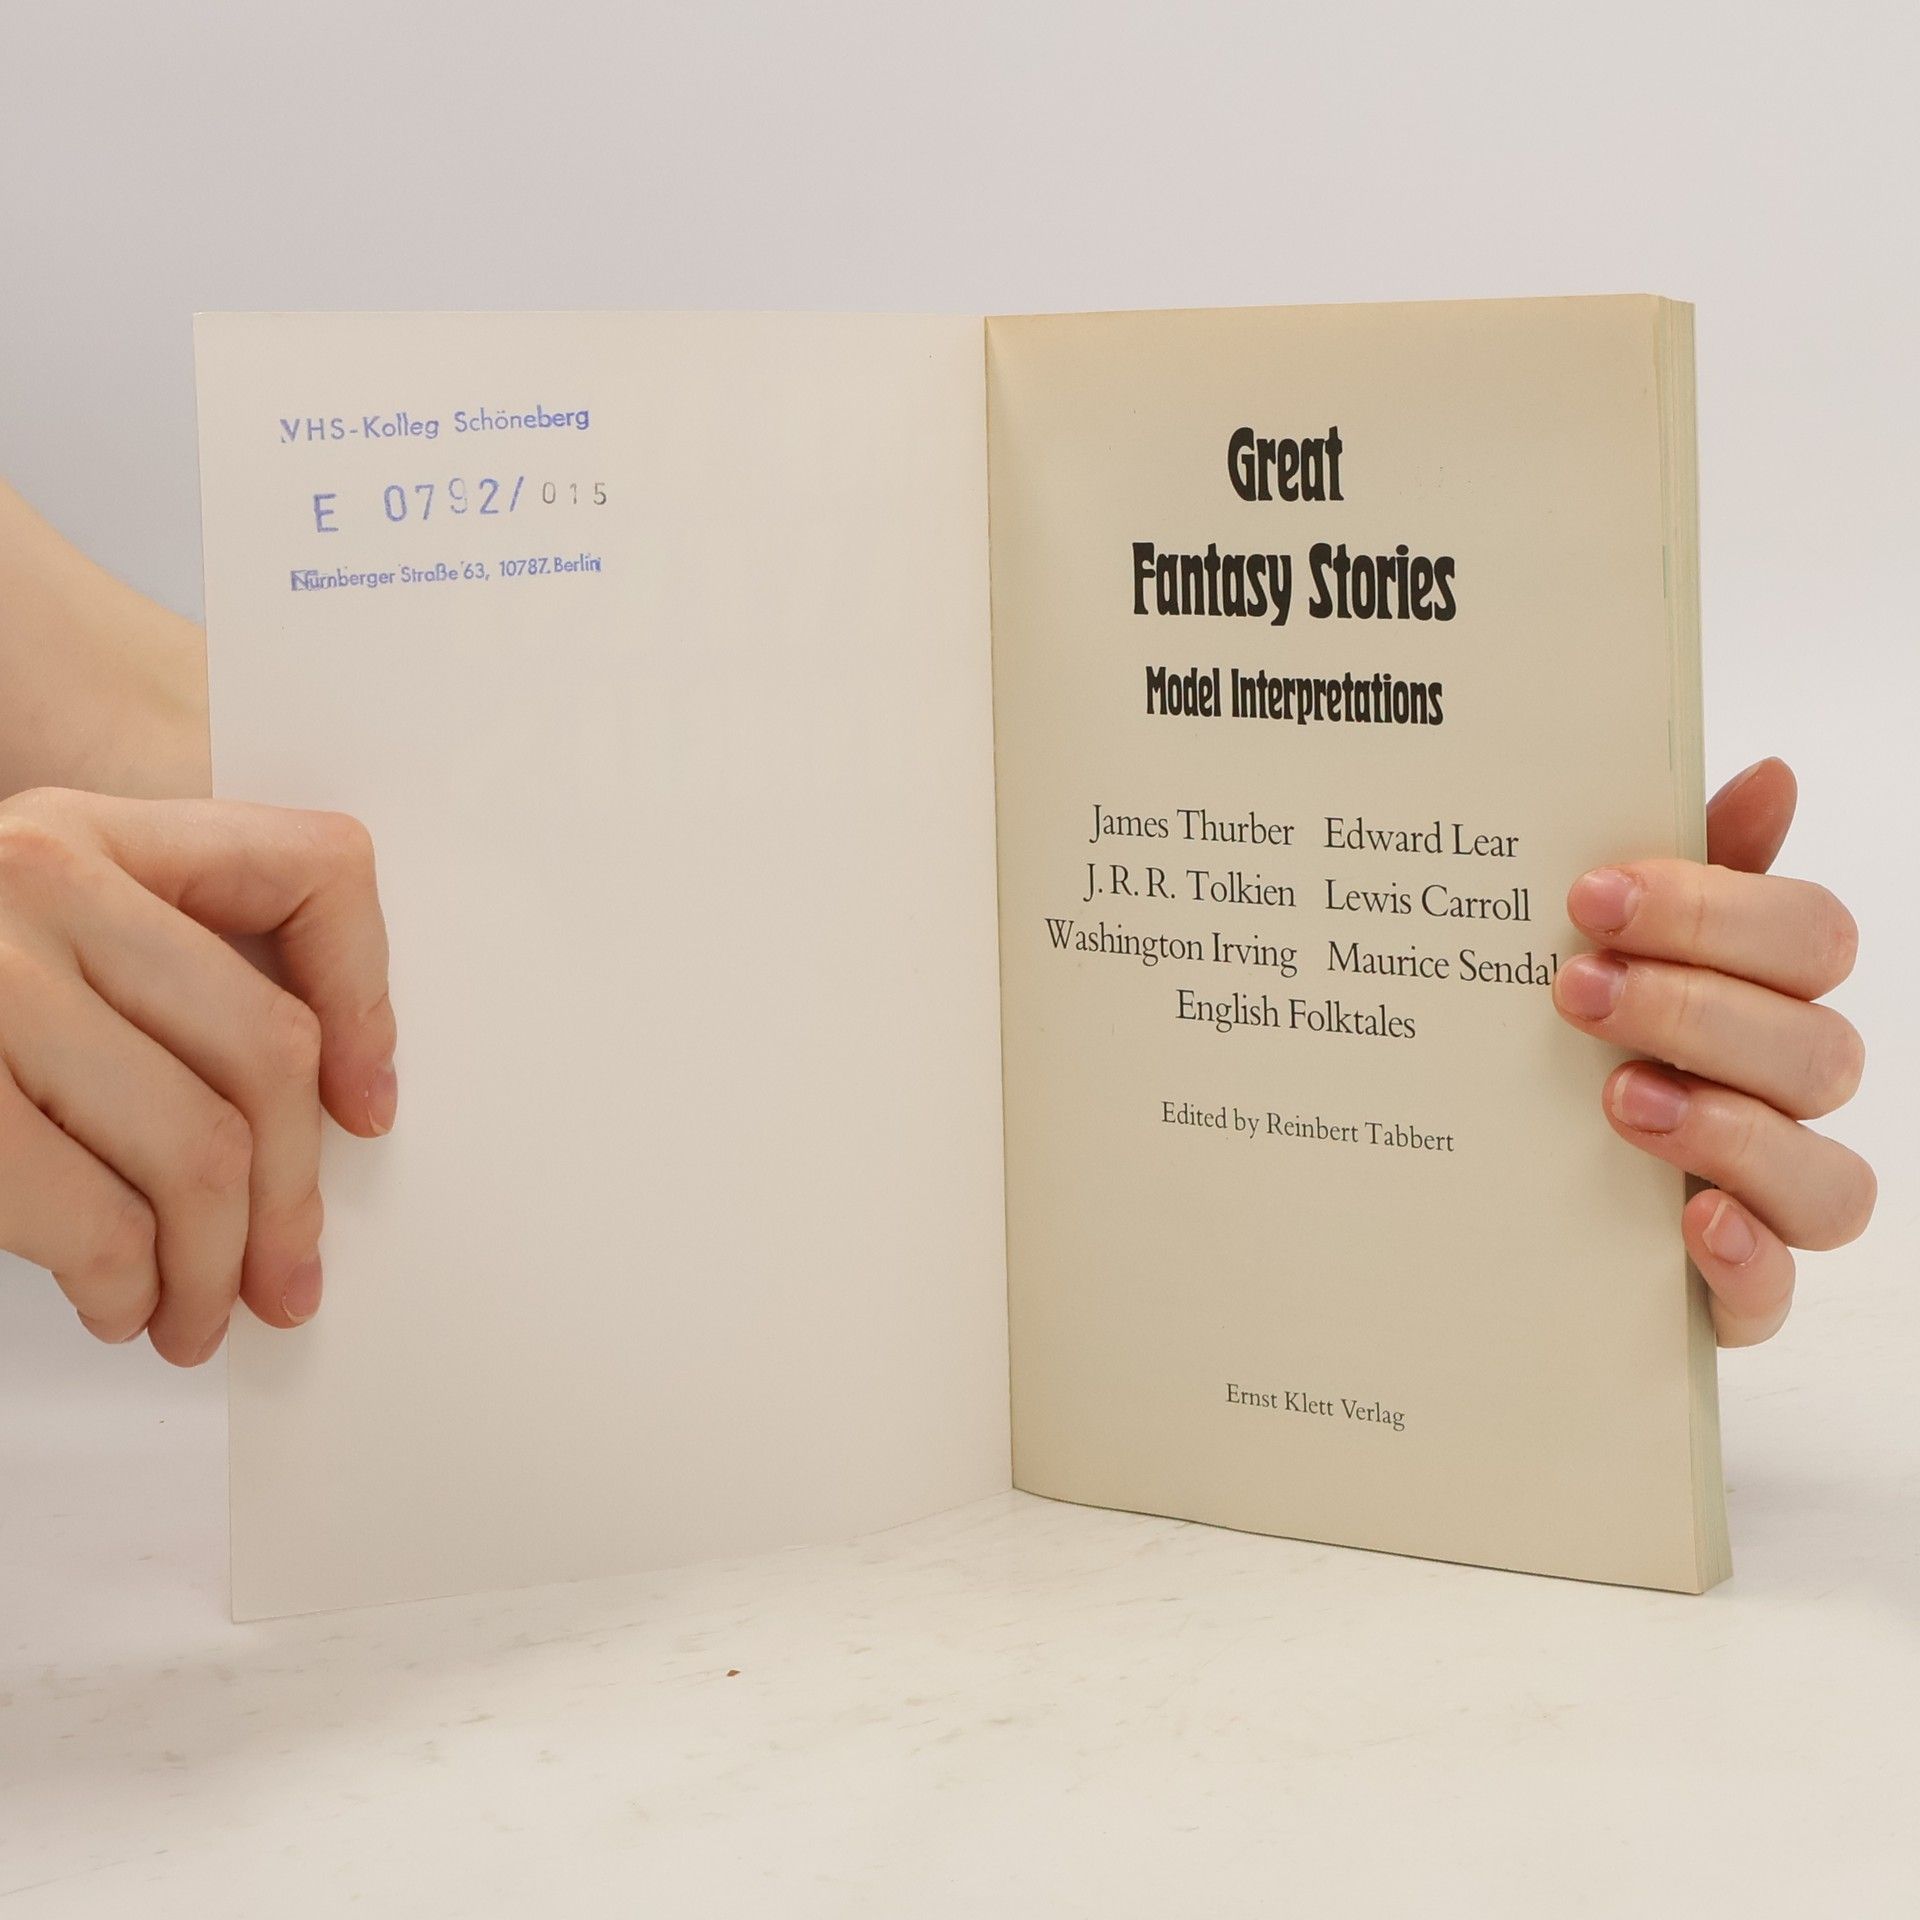 VHS-Kolleg Schöneberg
E 0792/015
Nürnberger Straße 63, 10787 Berlin
Great
Fantasy Stories
Model Interpretations
James Thurber Edward Lear
J. R. R. Tolkien Lewis Carroll
Washington Irving Maurice Sendak
English Folktales
Edited by Reinbert Tabbert
Ernst Klett Verlag